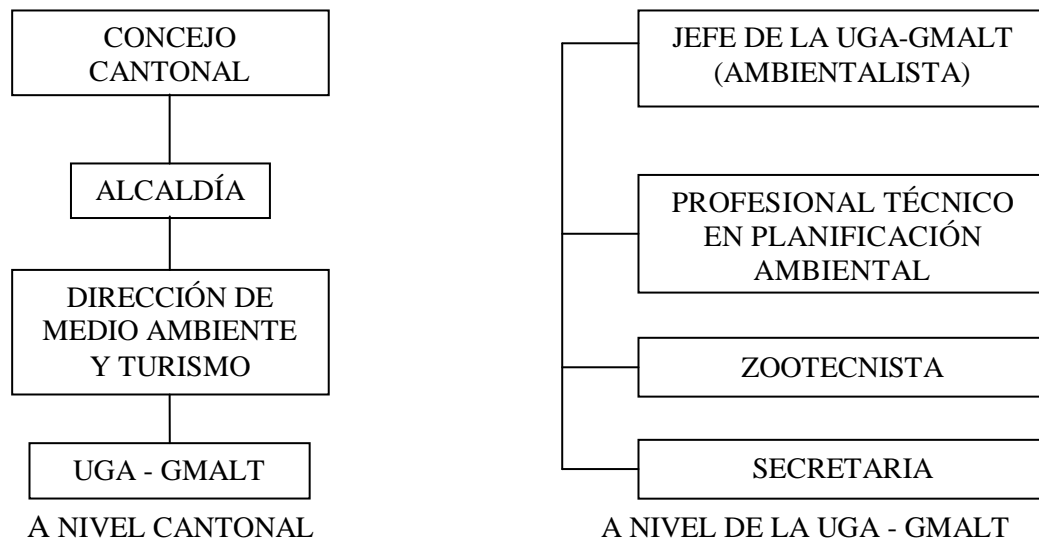 CONCEJO
CANTONAL
ALCALDÍA
DIRECCIÓN DE
MEDIO AMBIENTE
Y TURISMO
UGA - GMALT
A NIVEL CANTONAL
JEFE DE LA UGA-GMALT
(AMBIENTALISTA)
PROFESIONAL TÉCNICO
EN PLANIFICACIÓN
AMBIENTAL
ZOOTECNISTA
SECRETARIA
A NIVEL DE LA UGA - GMALT